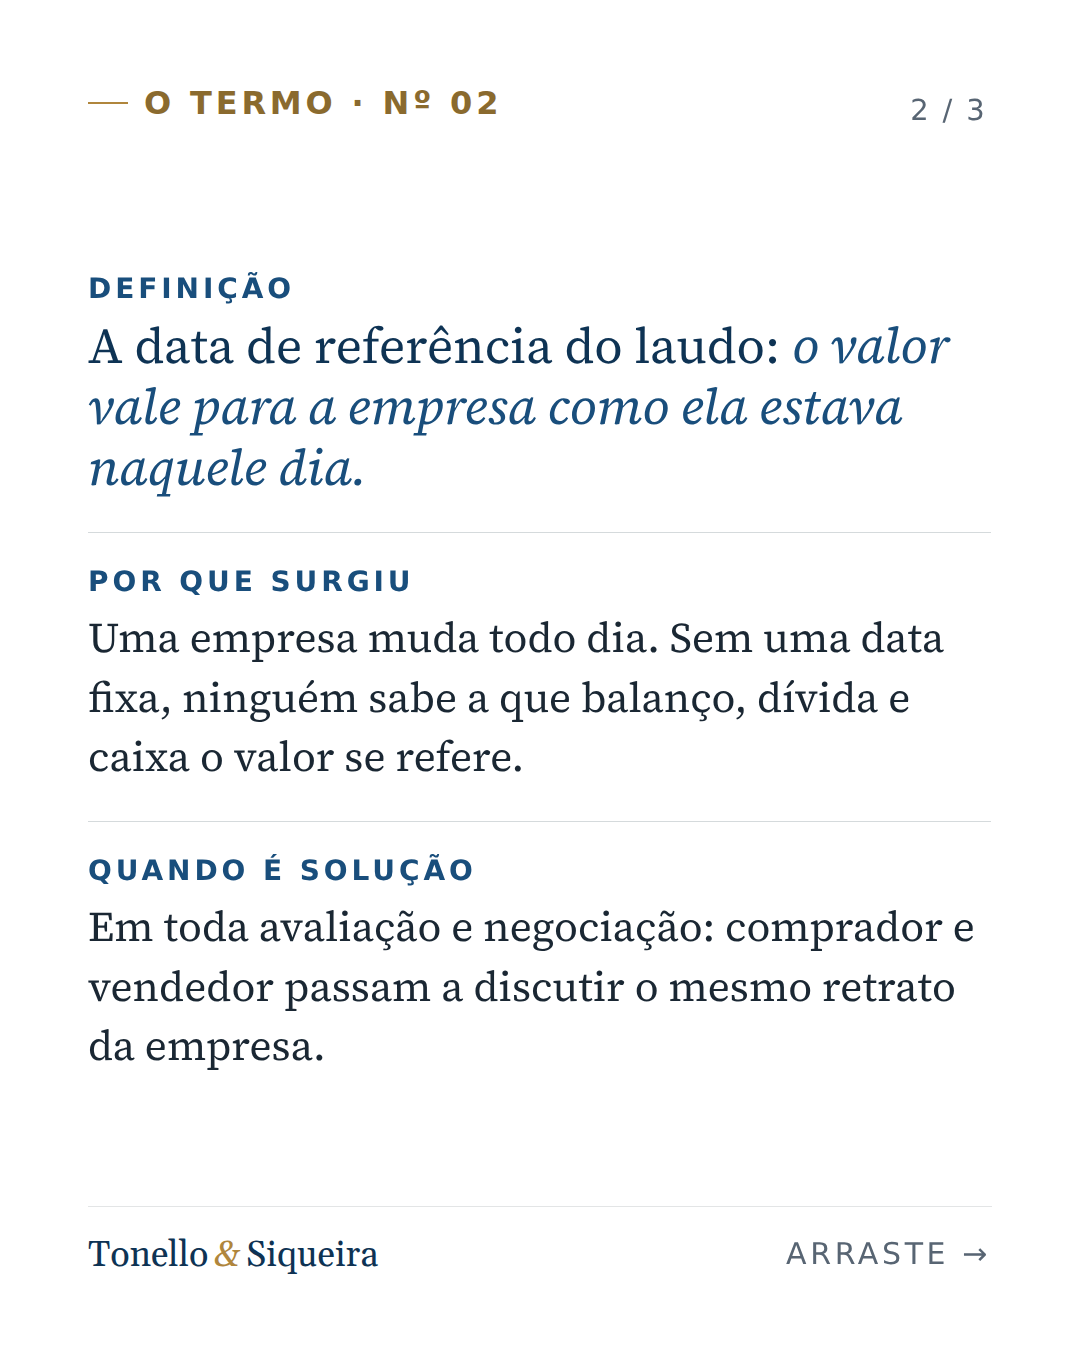 O TERMO · Nº 02
2 / 3
DEFINIÇÃO
A data de referência do laudo: o valor
vale para a empresa como ela estava
naquele dia.
POR QUE SURGIU
Uma empresa muda todo dia. Sem uma data
fixa, ninguém sabe a que balanço, dívida e
caixa o valor se refere.
QUANDO É SOLUÇÃO
Em toda avaliação e negociação: comprador e
vendedor passam a discutir o mesmo retrato
da empresa.
Tonello & Siqueira
ARRASTE →